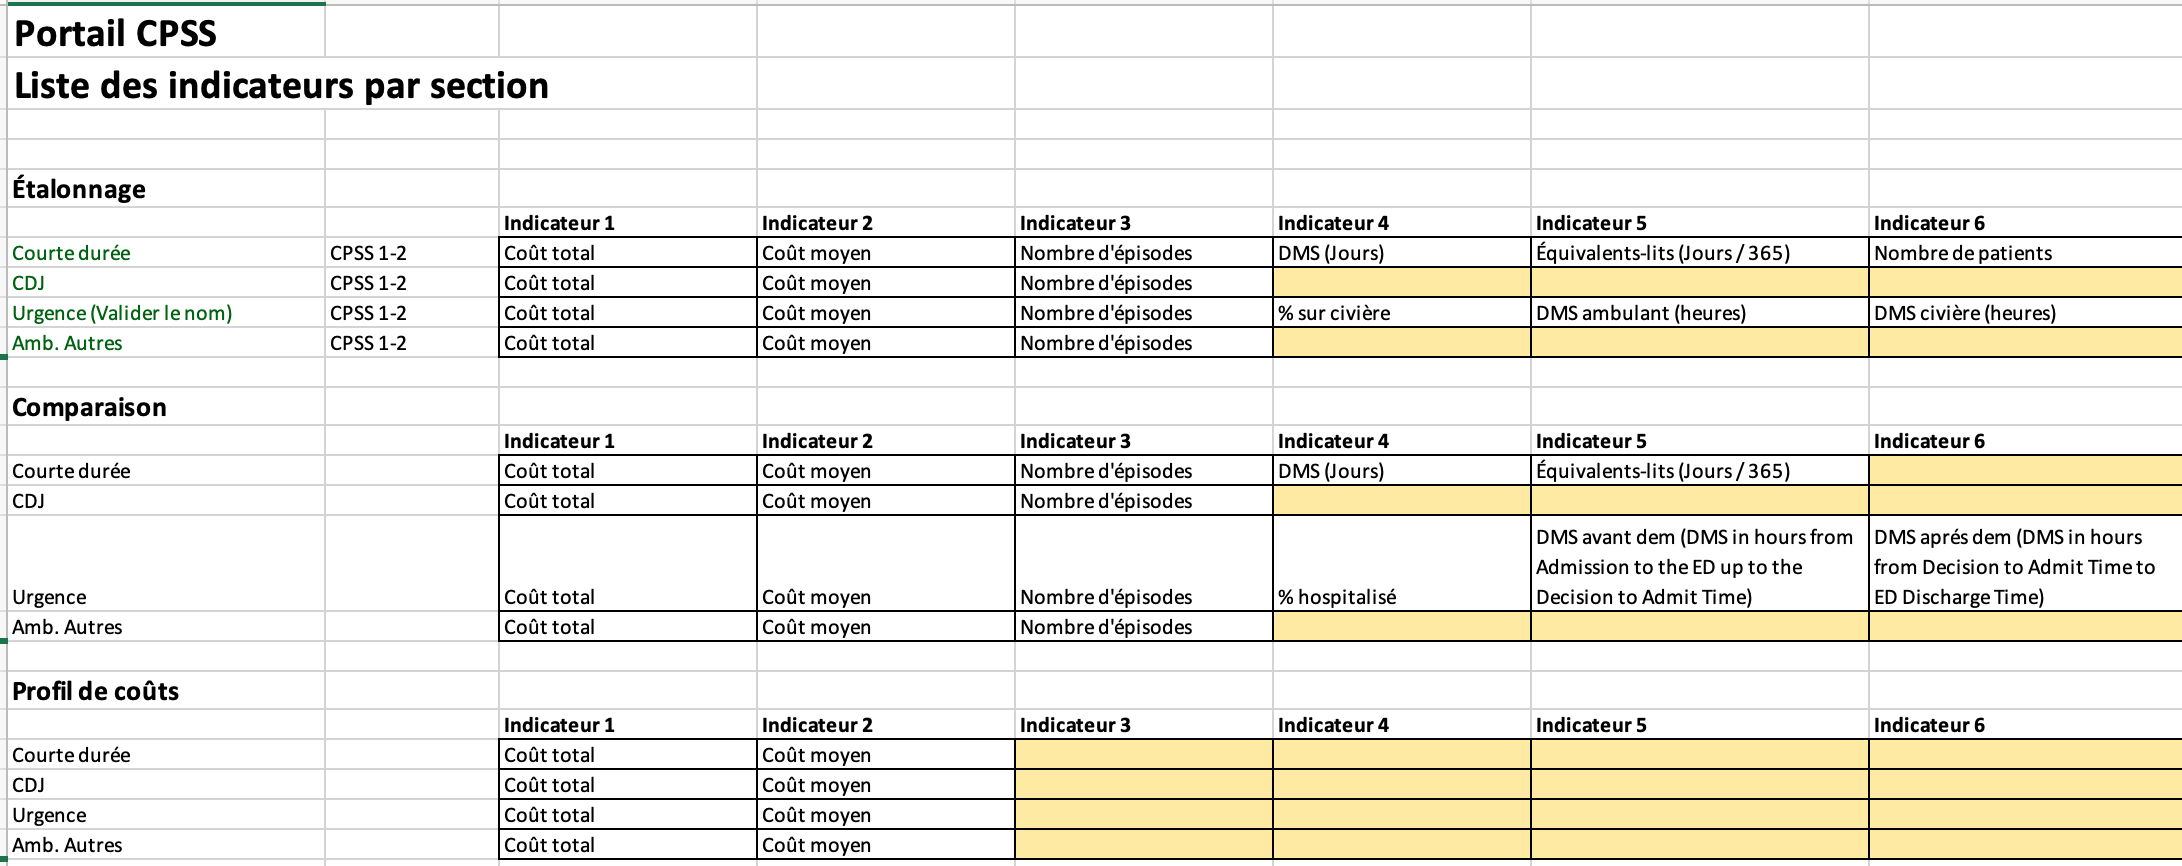 Portail CPSS
Liste des indicateurs par section
Étalonnage
Indicateur 1 Indicateur 2 Indicateur 3 Indicateur 4 Indicateur 5 Indicateur 6
Courte durée CPSS 1-2 Coût total Coût moyen Nombre d'épisodes DMS (Jours) Équivalents-lits (Jours / 365) Nombre de patients
CDJ CPSS 1-2 Coût total Coût moyen Nombre d'épisodes
Urgence (Valider le nom) CPSS 1-2 Coût total Coût moyen Nombre d'épisodes % sur civière DMS ambulant (heures) DMS civière (heures)
Amb. Autres CPSS 1-2 Coût total Coût moyen Nombre d'épisodes
Comparaison
Indicateur 1 Indicateur 2 Indicateur 3 Indicateur 4 Indicateur 5 Indicateur 6
Courte durée Coût total Coût moyen Nombre d'épisodes DMS (Jours) Équivalents-lits (Jours / 365)
CDJ Coût total Coût moyen Nombre d'épisodes
DMS avant dem (DMS in hours from DMS aprés dem (DMS in hours
Admission to the ED up to the from Decision to Admit Time to
Urgence Coût total Coût moyen Nombre d'épisodes % hospitalisé Decision to Admit Time) ED Discharge Time)
Amb. Autres Coût total Coût moyen Nombre d'épisodes
Profil de coûts
Indicateur 1 Indicateur 2 Indicateur 3 Indicateur 4 Indicateur 5 Indicateur 6
Courte durée Coût total Coût moyen
CDJ Coût total Coût moyen
Urgence Coût total Coût moyen
Amb. Autres Coût total Coût moyen